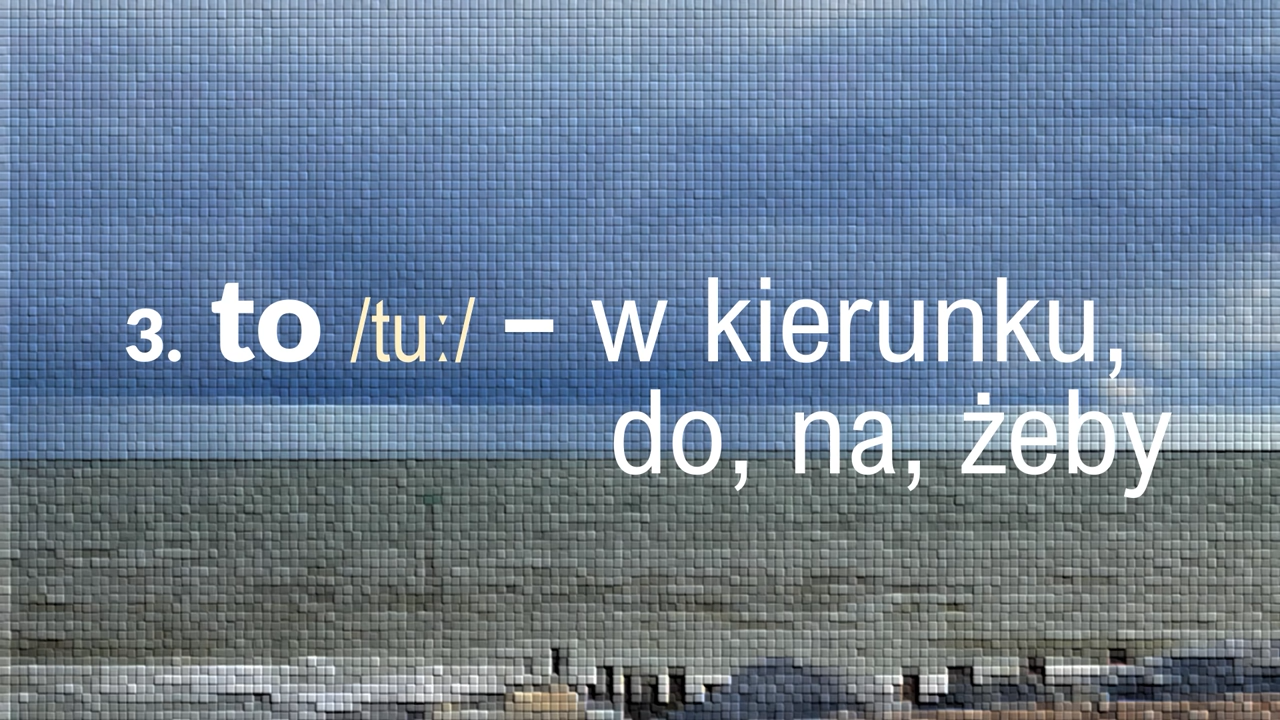 3. to /tuː/ – w kierunku,
do, na, żeby